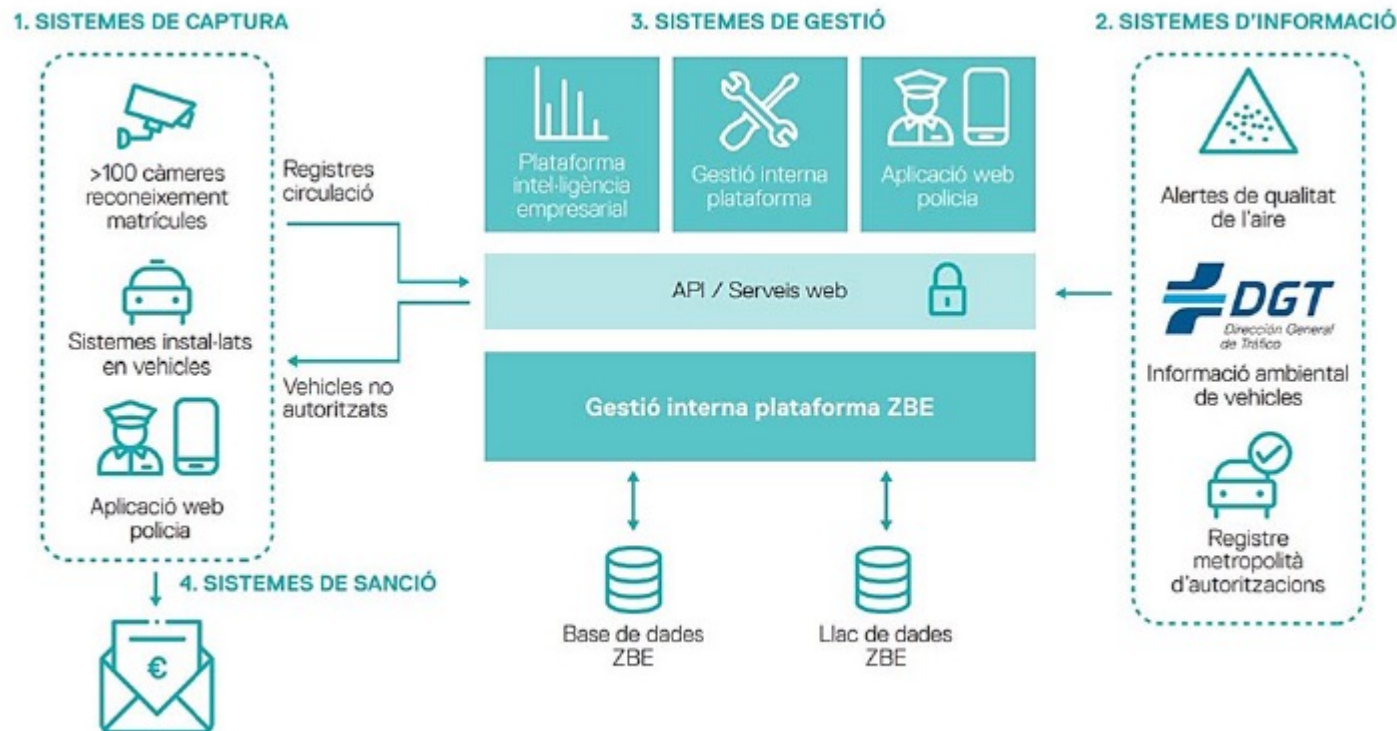 1. SISTEMES DE CAPTURA
>100 càmeres
reconeixement
matrícules
Sistemes instal·lats
en vehicles
Aplicació web
policia
Registres
circulació
Vehicles no
autoritzats
3. SISTEMES DE GESTIÓ
Plataforma
intel·ligència
empresarial
Gestió interna
plataforma
Aplicació web
policia
API / Serveis web
Gestió interna plataforma ZBE
Base de dades
ZBE
Llac de dades
ZBE
2. SISTEMES D'INFORMACIÓ
Alertes de qualitat
de l'aire
DGT
Dirección General
de Tráfico
Informació ambiental
de vehicles
Registre
metropolità
d'autoritzacions
4. SISTEMES DE SANCIÓ
€